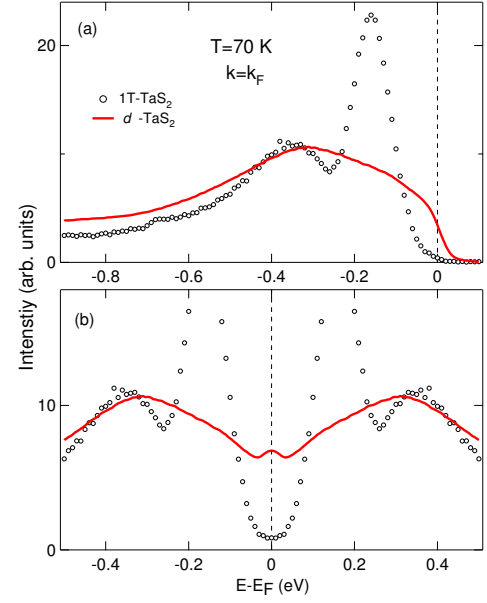 20
(a)
T=70 K
k=kF
1T-TaS2
d -TaS2
0
-0.8
-0.6
-0.4
-0.2
0
Intenstiy (arb. units)
(b)
10
0
-0.4
-0.2
0
0.2
0.4
E-EF (eV)